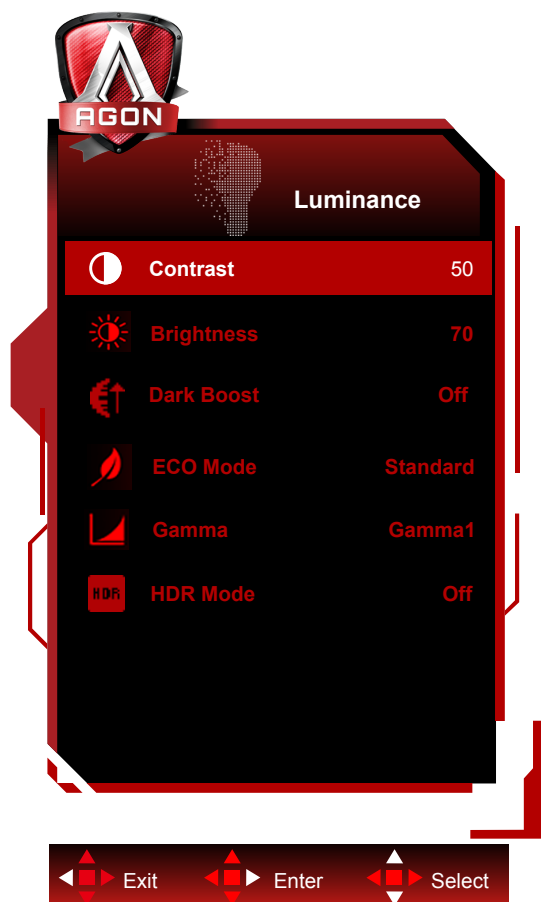 AGON
Luminance
Contrast 50
Brightness 70
Dark Boost Off
ECO Mode Standard
Gamma Gamma1
HDR HDR Mode Off
Exit Enter Select